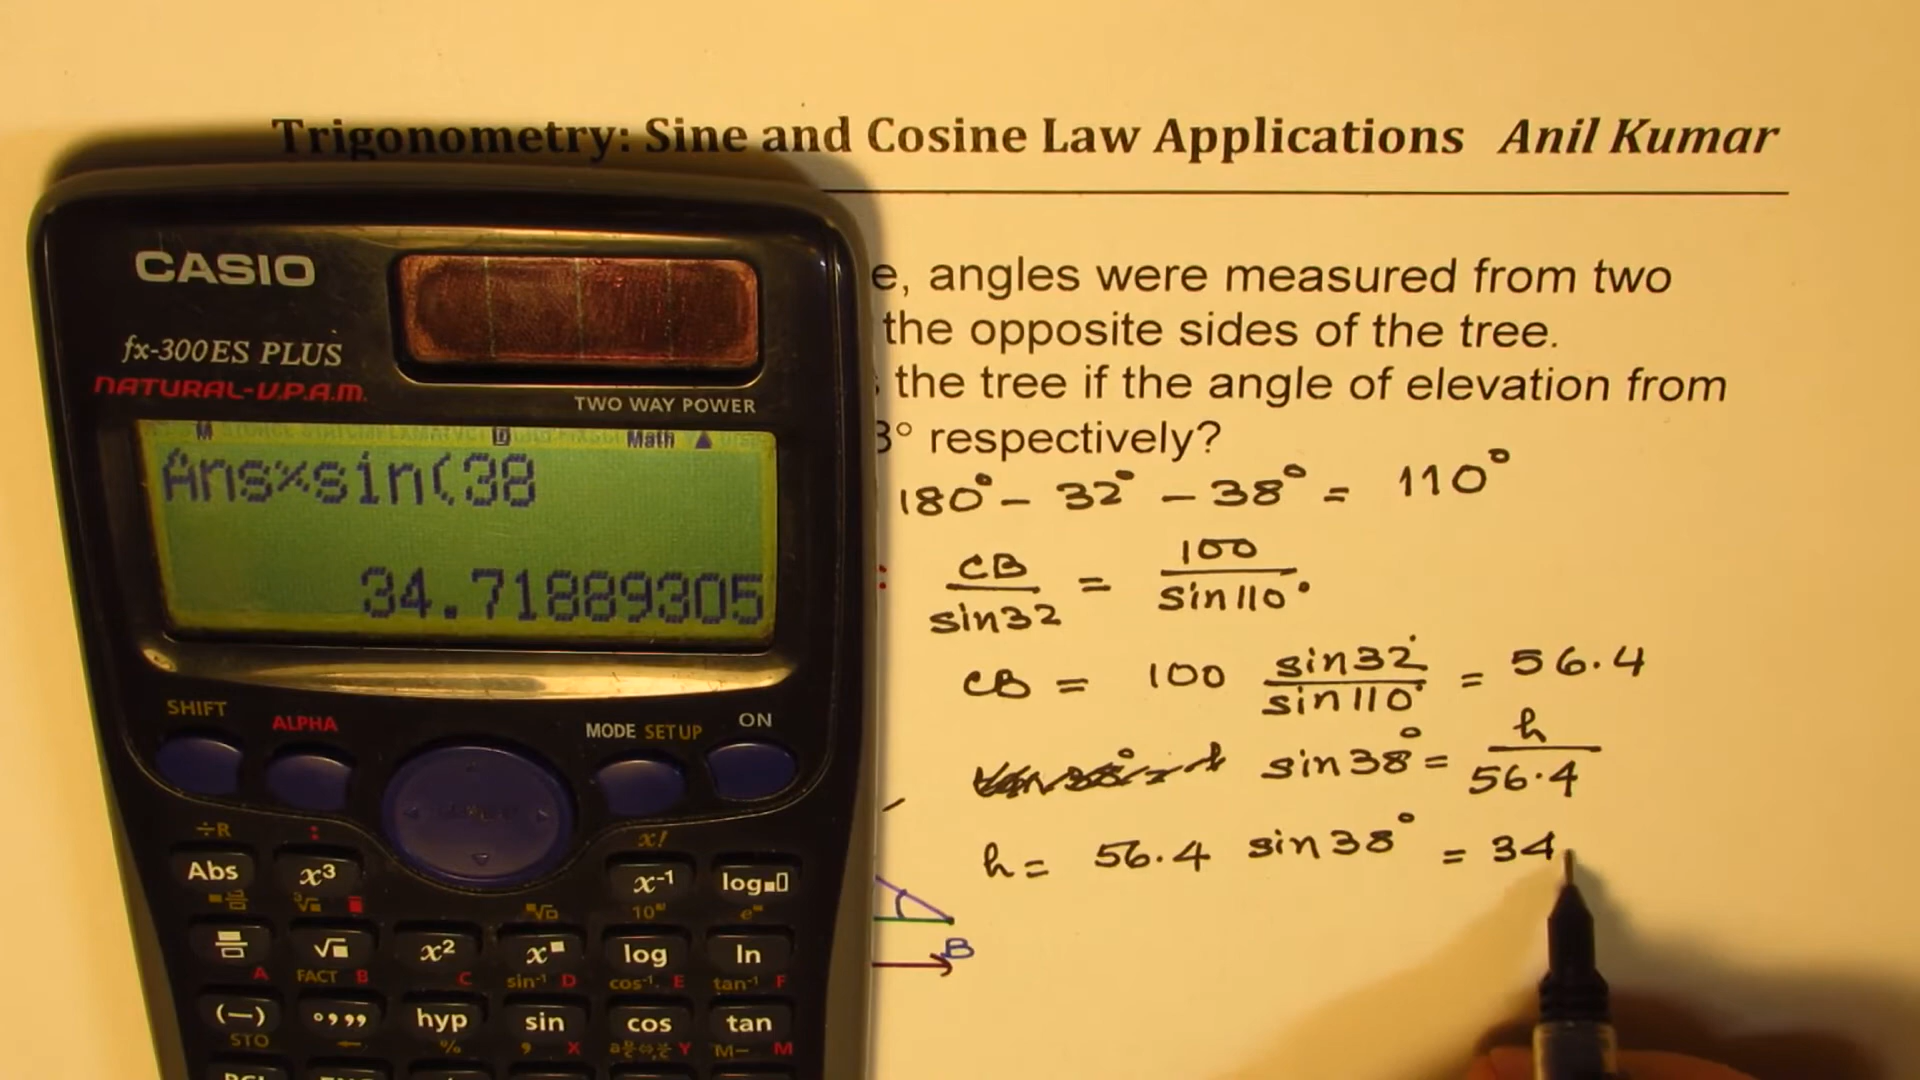 Trigonometry: Sine and Cosine Law Applications Anil Kumar
e, angles were measured from two
the opposite sides of the tree.
the tree if the angle of elevation from
° respectively?
180° - 32° - 38° = 110°
CB / sin32 = 100 / sin110°
CB = 100 sin32° / sin110° = 56.4
sin38° = h / 56.4
h = 56.4 sin38° = 34.
B
CASIO
fx-300ES PLUS
NATURAL-V.P.A.M.
TWO WAY POWER
M D Math ▲
Ans×sin(38
34.71889305
SHIFT ALPHA MODE SETUP ON
÷R : x!
Abs x³ x⁻¹ log
10 e
√ x² x log ln
A FACT B C sin⁻¹ D cos⁻¹ E tan⁻¹ F
(—) °,,, hyp sin cos tan
STO ← % , X Y M– M